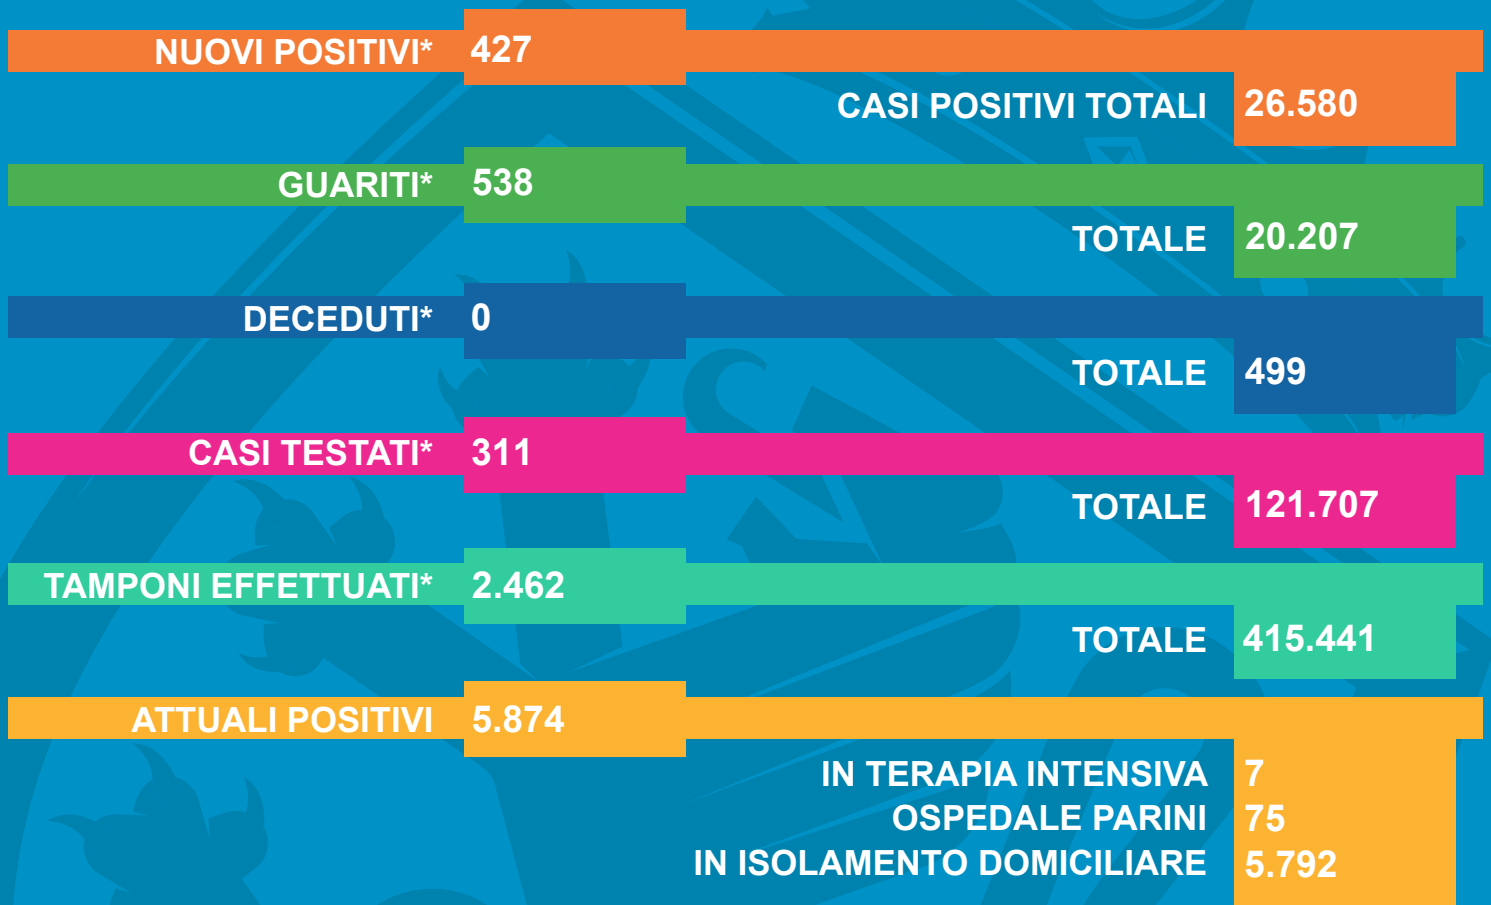 NUOVI POSITIVI* 427
CASI POSITIVI TOTALI 26.580
GUARITI* 538
TOTALE 20.207
DECEDUTI* 0
TOTALE 499
CASI TESTATI* 311
TOTALE 121.707
TAMPONI EFFETTUATI* 2.462
TOTALE 415.441
ATTUALI POSITIVI 5.874
IN TERAPIA INTENSIVA 7
OSPEDALE PARINI 75
IN ISOLAMENTO DOMICILIARE 5.792